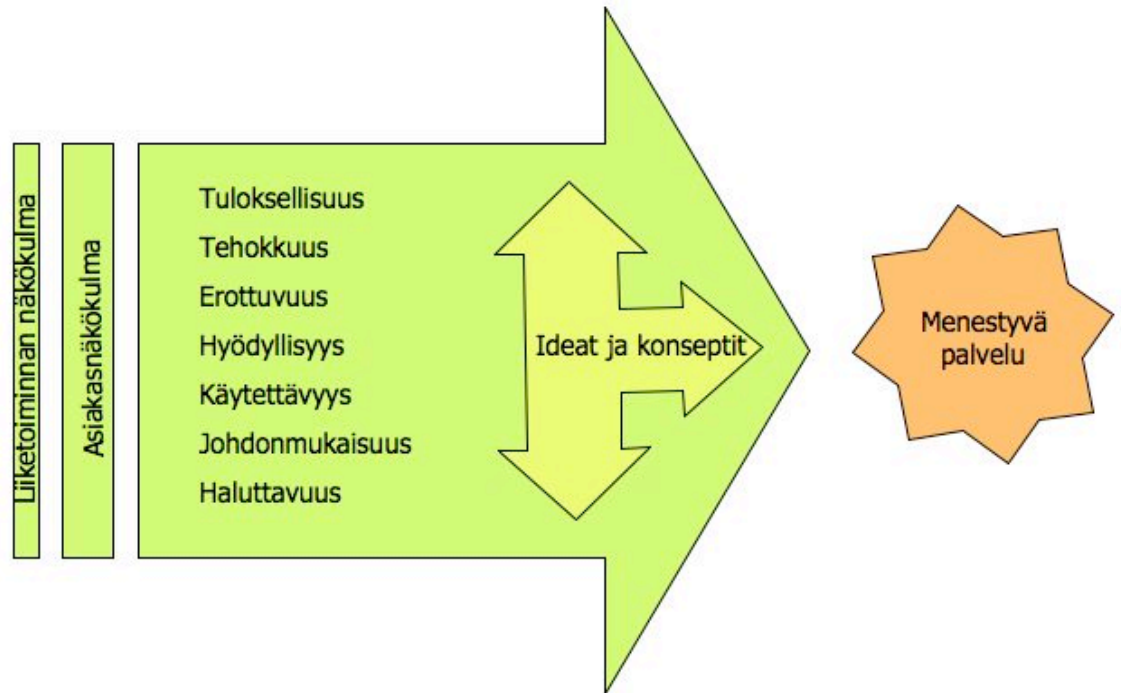 Liiketoiminnan näkökulma
Asiakasnäkökulma
Tuloksellisuus
Tehokkuus
Erottuvuus
Hyödyllisyys
Käytettävyys
Johdonmukaisuus
Haluttavuus
Ideat ja konseptit
Menestyvä
palvelu